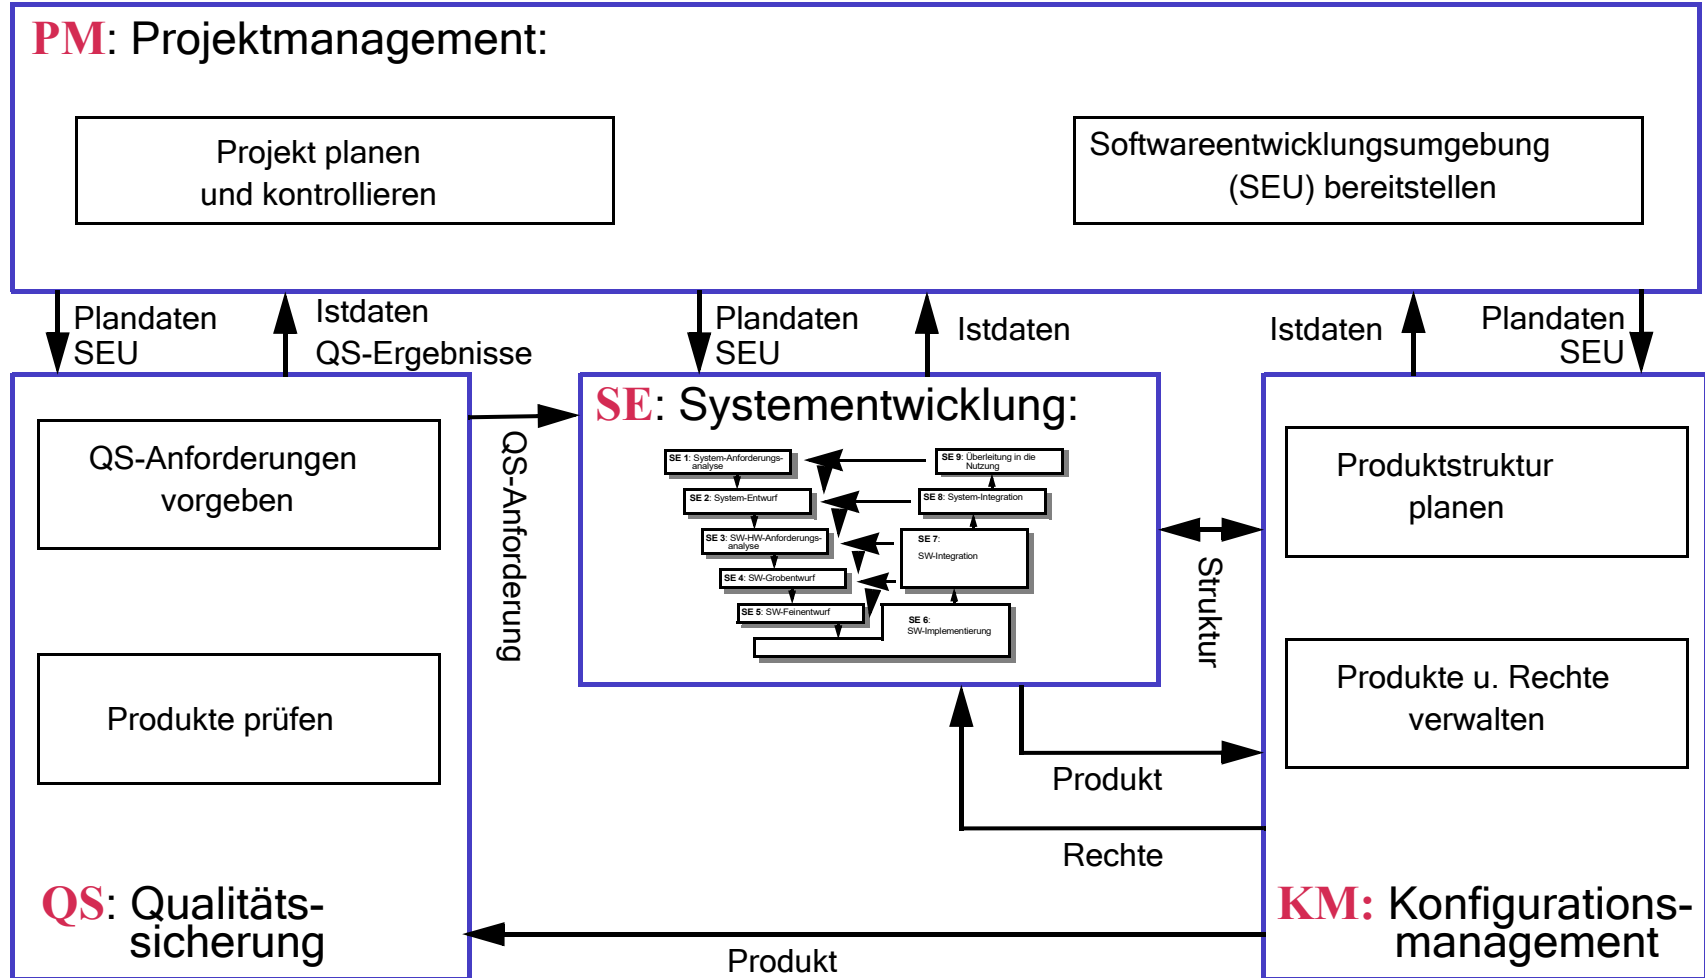 PM: Projektmanagement:
Projekt planen
und kontrollieren
Softwareentwicklungsumgebung
(SEU) bereitstellen
Plandaten
SEU
Istdaten
QS-Ergebnisse
Plandaten
SEU
Istdaten
Istdaten
Plandaten
SEU
QS-Anforderungen
vorgeben
Produkte prüfen
QS: Qualitäts-
sicherung
QS-Anforderung
SE: Systementwicklung:
SE 1: System-Anforderungs-
analyse
SE 2: System-Entwurf
SE 3: SW-HW-Anforderungs-
analyse
SE 4: SW-Grobentwurf
SE 5: SW-Feinentwurf
SE 6:
SW-Implementierung
SE 7:
SW-Integration
SE 8: System-Integration
SE 9: Überleitung in die
Nutzung
Struktur
Produkt
Rechte
Produkt
Produktstruktur
planen
Produkte u. Rechte
verwalten
KM: Konfigurations-
management